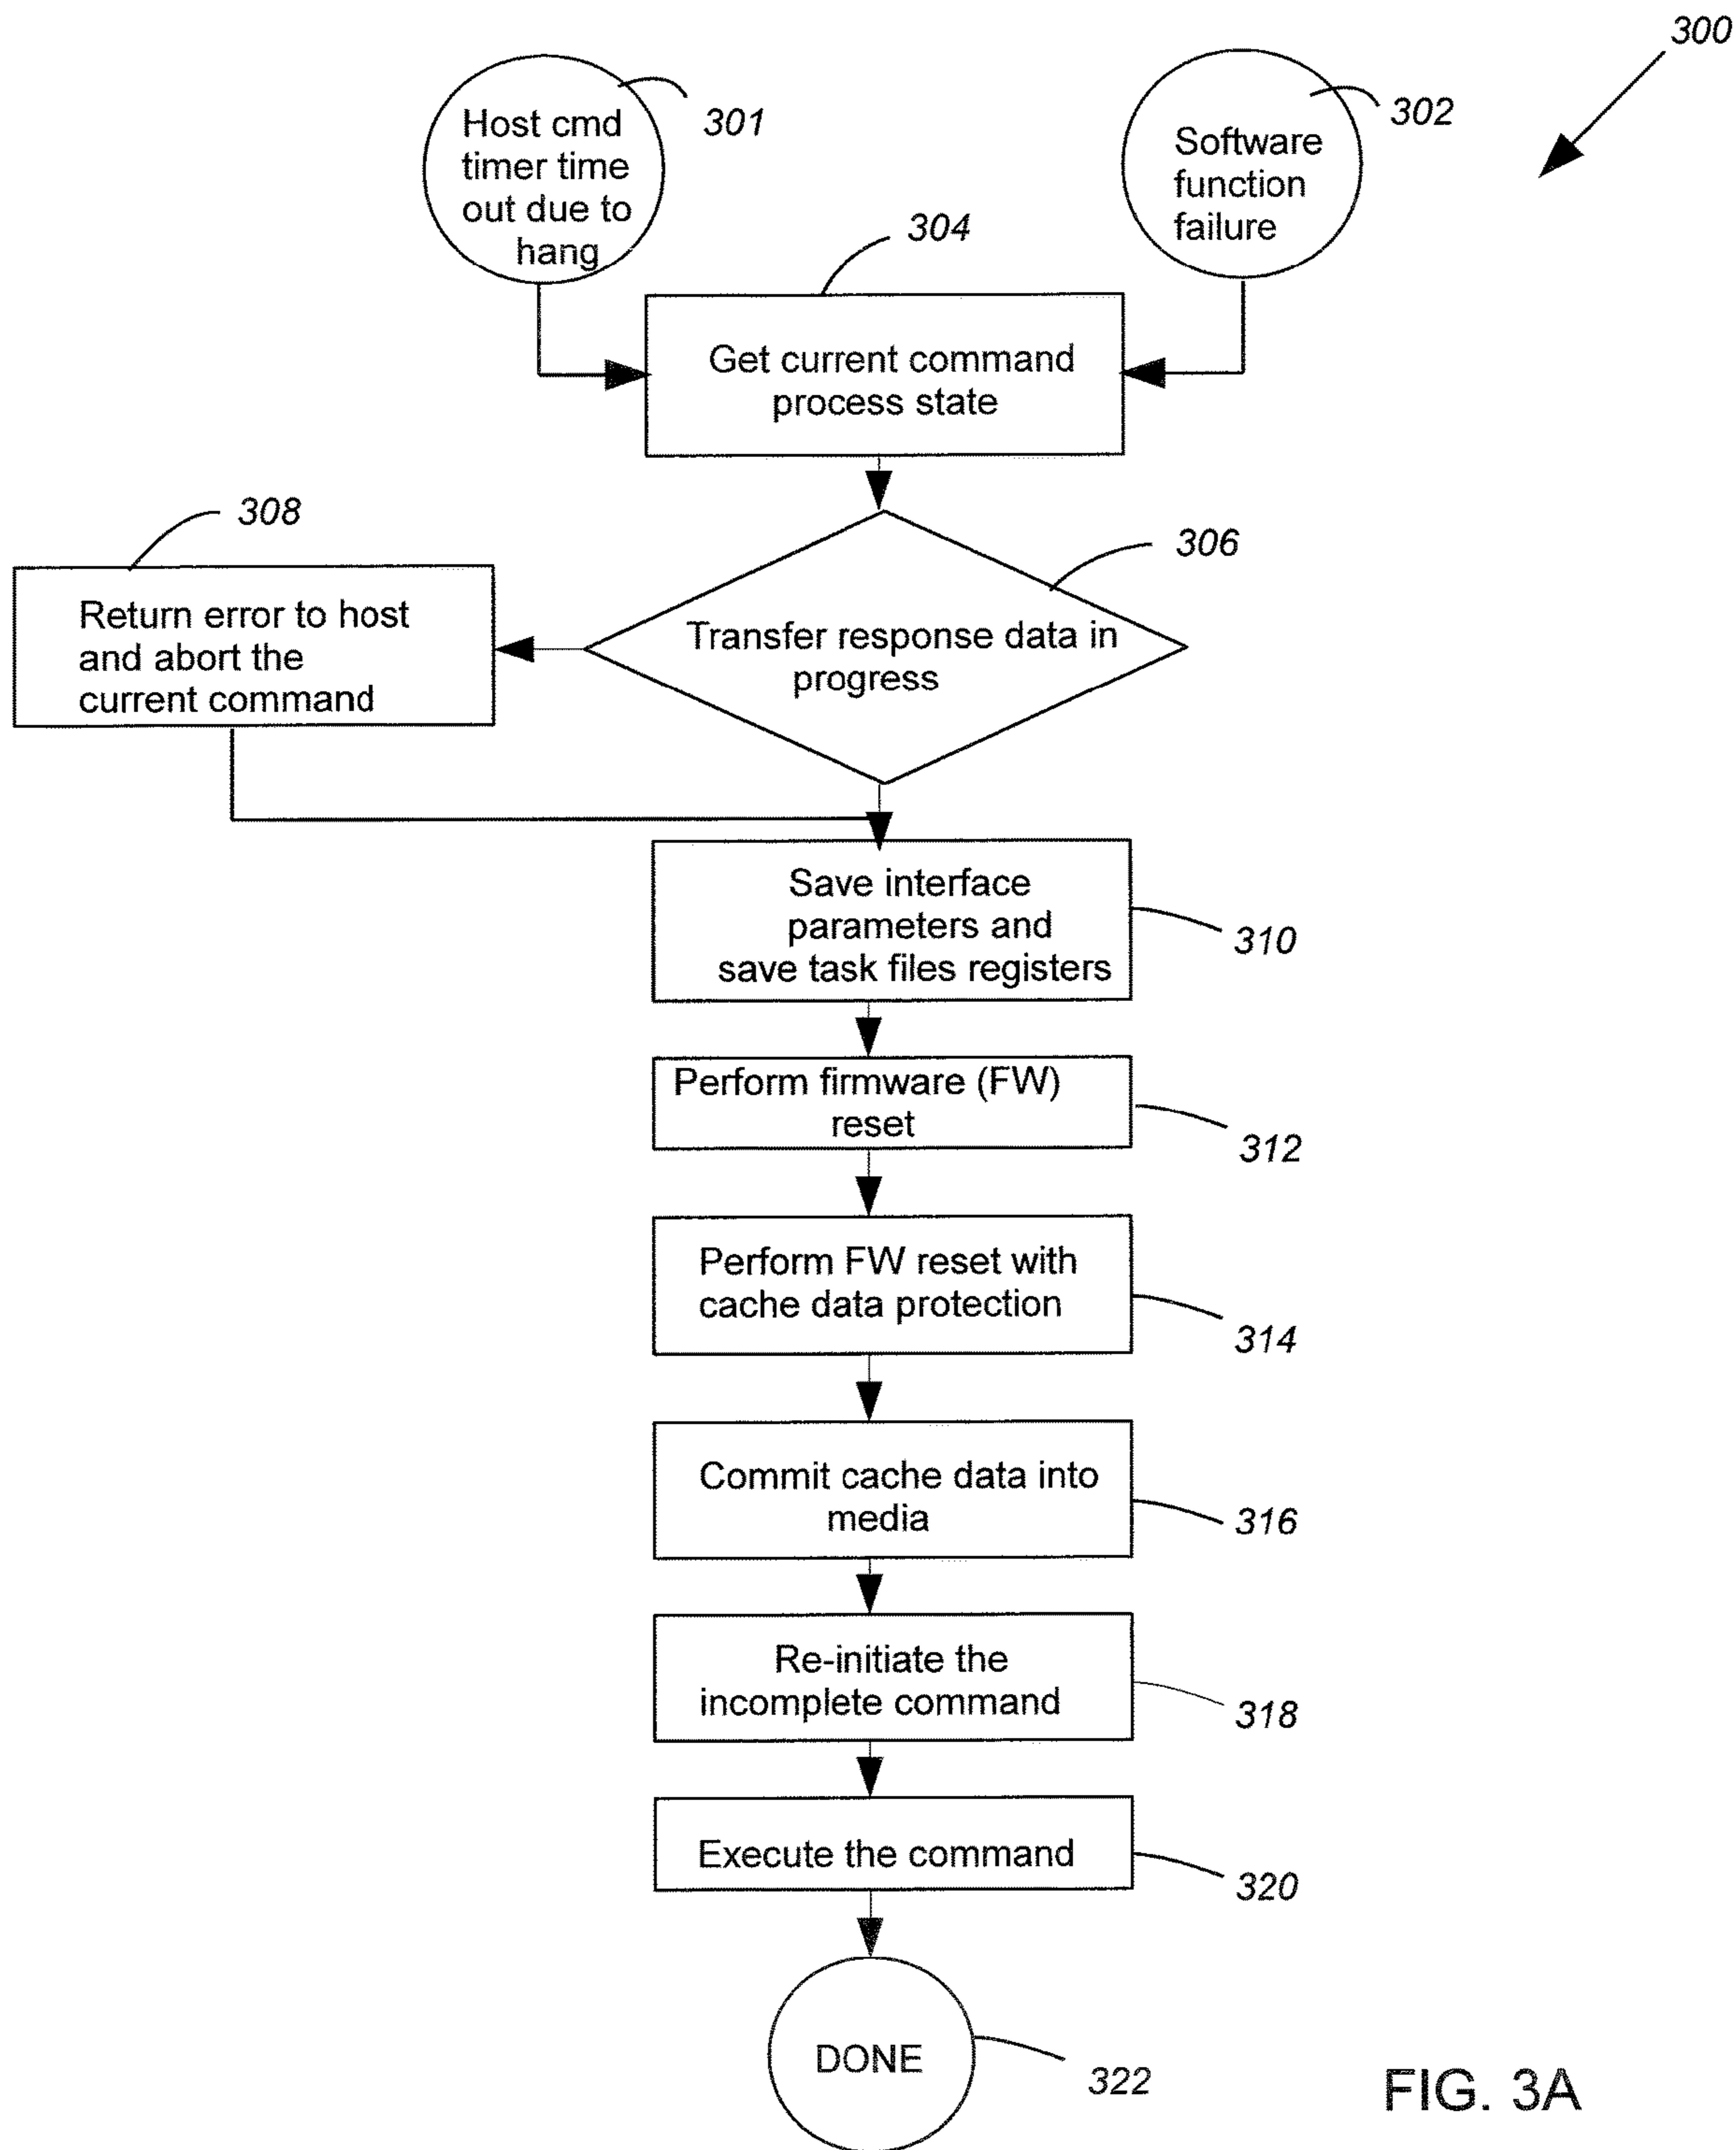 300
Host cmd
timer time
out due to
hang
301
Software
function
failure
302
304
Get current command
process state
308
306
Return error to host
and abort the
current command
Transfer response data in
progress
Save interface
parameters and
save task files registers
310
Perform firmware (FW)
reset
312
Perform FW reset with
cache data protection
314
Commit cache data into
media
316
Re-initiate the
incomplete command
318
Execute the command
320
DONE
322
FIG. 3A